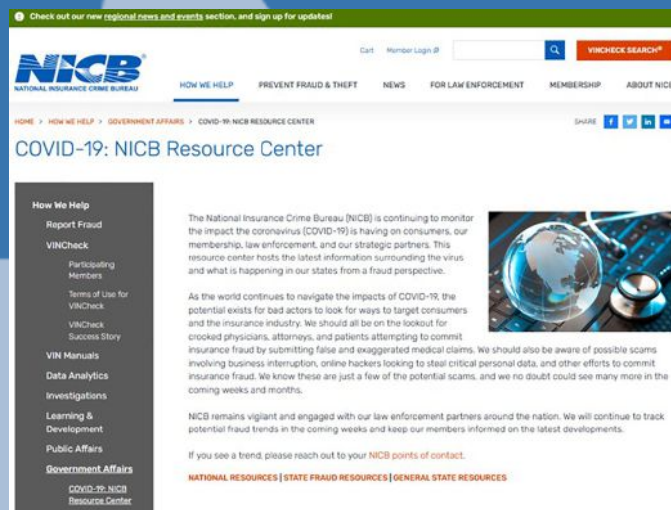 Check out our new regional news and events section, and sign up for updates!
Cart Member Login
VINCHECK SEARCH®
NICB®
NATIONAL INSURANCE CRIME BUREAU
HOW WE HELP PREVENT FRAUD & THEFT NEWS FOR LAW ENFORCEMENT MEMBERSHIP ABOUT NICB
HOME > HOW WE HELP > GOVERNMENT AFFAIRS > COVID-19: NICB RESOURCE CENTER
SHARE
COVID-19: NICB Resource Center
How We Help
Report Fraud
VINCheck
Participating
Members
Terms of Use for
VINCheck
VINCheck
Success Story
VIN Manuals
Data Analytics
Investigations
Learning &
Development
Public Affairs
Government Affairs
COVID-19: NICB
Resource Center
The National Insurance Crime Bureau (NICB) is continuing to monitor
the impact the coronavirus (COVID-19) is having on consumers, our
membership, law enforcement, and our strategic partners. This
resource center hosts the latest information surrounding the virus
and what is happening in our states from a fraud perspective.
As the world continues to navigate the impacts of COVID-19, the
potential exists for bad actors to look for ways to target consumers
and the insurance industry. We should all be on the lookout for
crooked physicians, attorneys, and patients attempting to commit
insurance fraud by submitting false and exaggerated medical claims. We should also be aware of possible scams
involving business interruption, online hackers looking to steal critical personal data, and other efforts to commit
insurance fraud. We know these are just a few of the potential scams, and we no doubt could see many more in the
coming weeks and months.
NICB remains vigilant and engaged with our law enforcement partners around the nation. We will continue to track
potential fraud trends in the coming weeks and keep our members informed on the latest developments.
If you see a trend, please reach out to your NICB points of contact.
NATIONAL RESOURCES | STATE FRAUD RESOURCES | GENERAL STATE RESOURCES